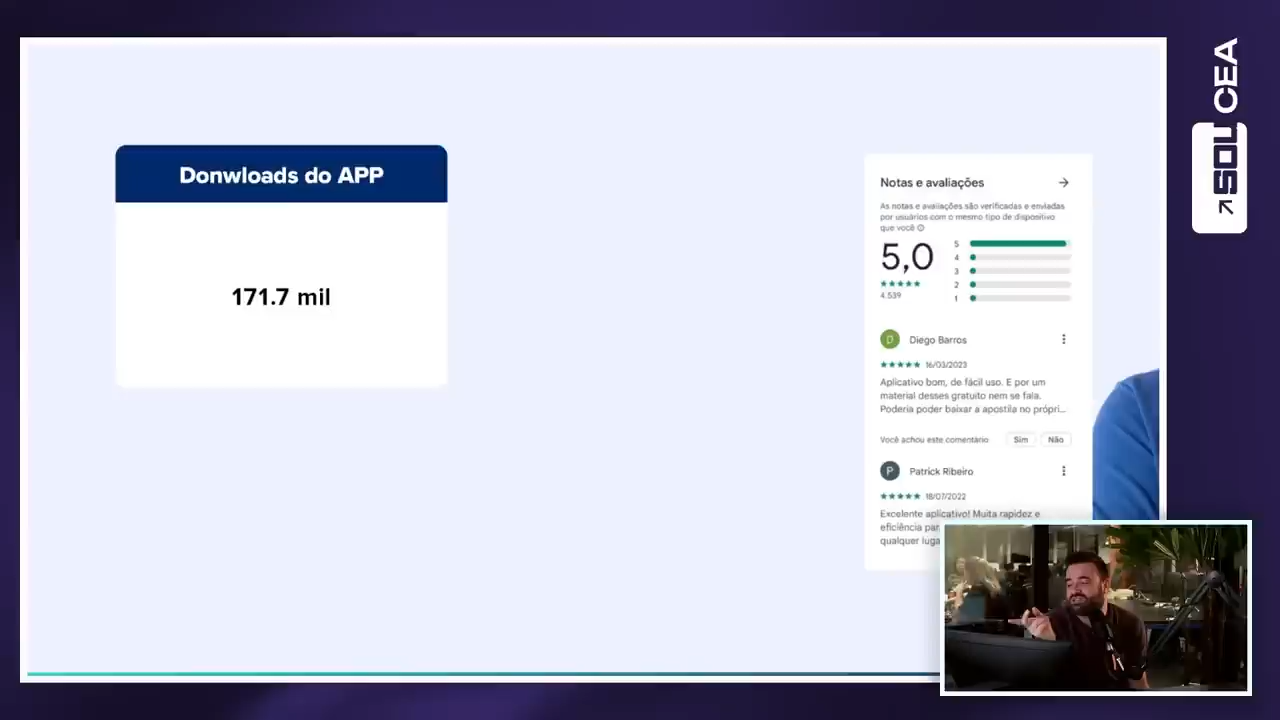 Donwloads do APP
171.7 mil
Notas e avaliações
As notas e avaliações são verificadas e enviadas
por usuários com o mesmo tipo de dispositivo
que você
5,0
5
4
3
2
1
4.539
D
Diego Barros
16/03/2023
Aplicativo bom, de fácil uso. E por um
material desses gratuito nem se fala.
Poderia poder baixar a apostila no própri...
Você achou este comentário
Sim
Não
P
Patrick Ribeiro
18/07/2022
Excelente aplicativo! Muita rapidez e
eficiência par
qualquer luga
SOU CEA